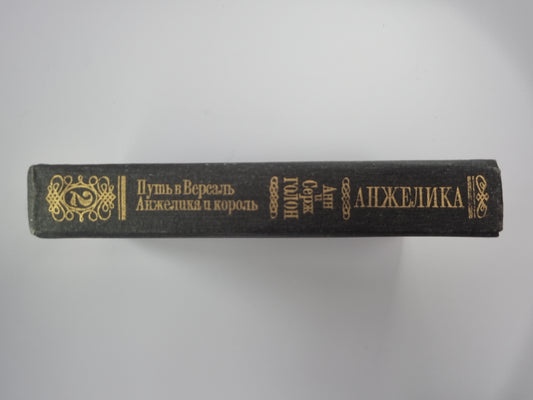 2
Путь в Версаль
Анжелика и король
Анн
и
Серж
ГОЛОН
АНЖЕЛИКА